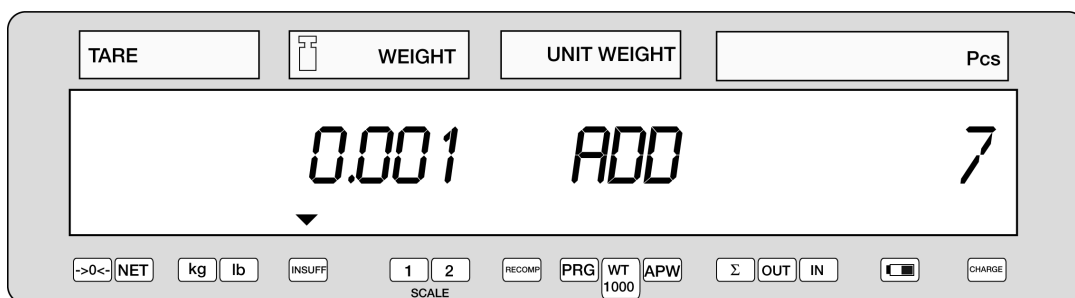 TARE WEIGHT UNIT WEIGHT Pcs
0.001 ADD 7
->0<- NET kg lb INSUFF 1 2 RECOMP PRG WT 1000 APW Σ OUT IN CHARGE
SCALE